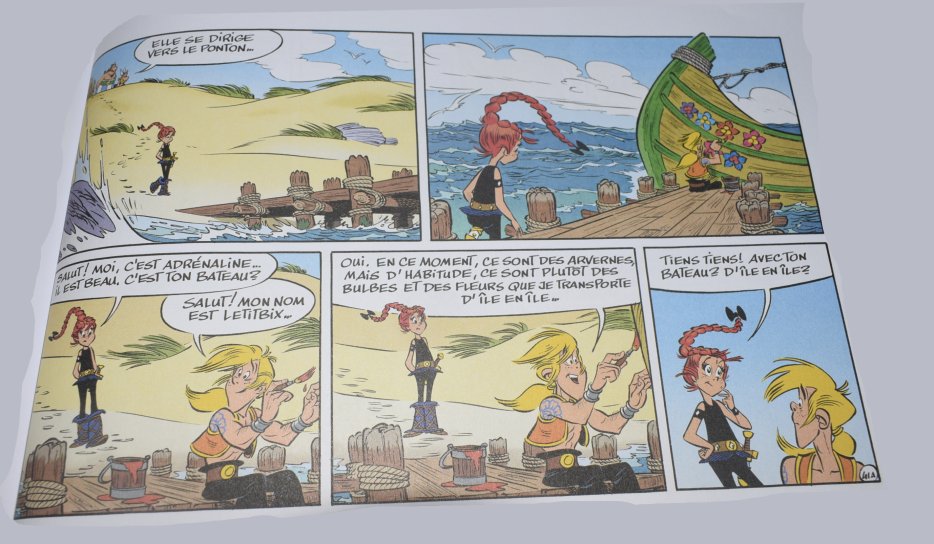 ELLE SE DIRIGE
VERS LE PONTON...
SALUT! MOI, C'EST ADRÉNALINE...
IL EST BEAU. C'EST TON BATEAU?
SALUT! MON NOM
EST LETITBIX...
OUI. EN CE MOMENT, CE SONT DES ARVERNES,
MAIS D'HABITUDE, CE SONT PLUTOT DES
BULBES ET DES FLEURS QUE JE TRANSPORTE
D'ÎLE EN ÎLE...
TIENS TIENS! AVEC TON
BATEAU? D'ÎLE EN ÎLE?
41A